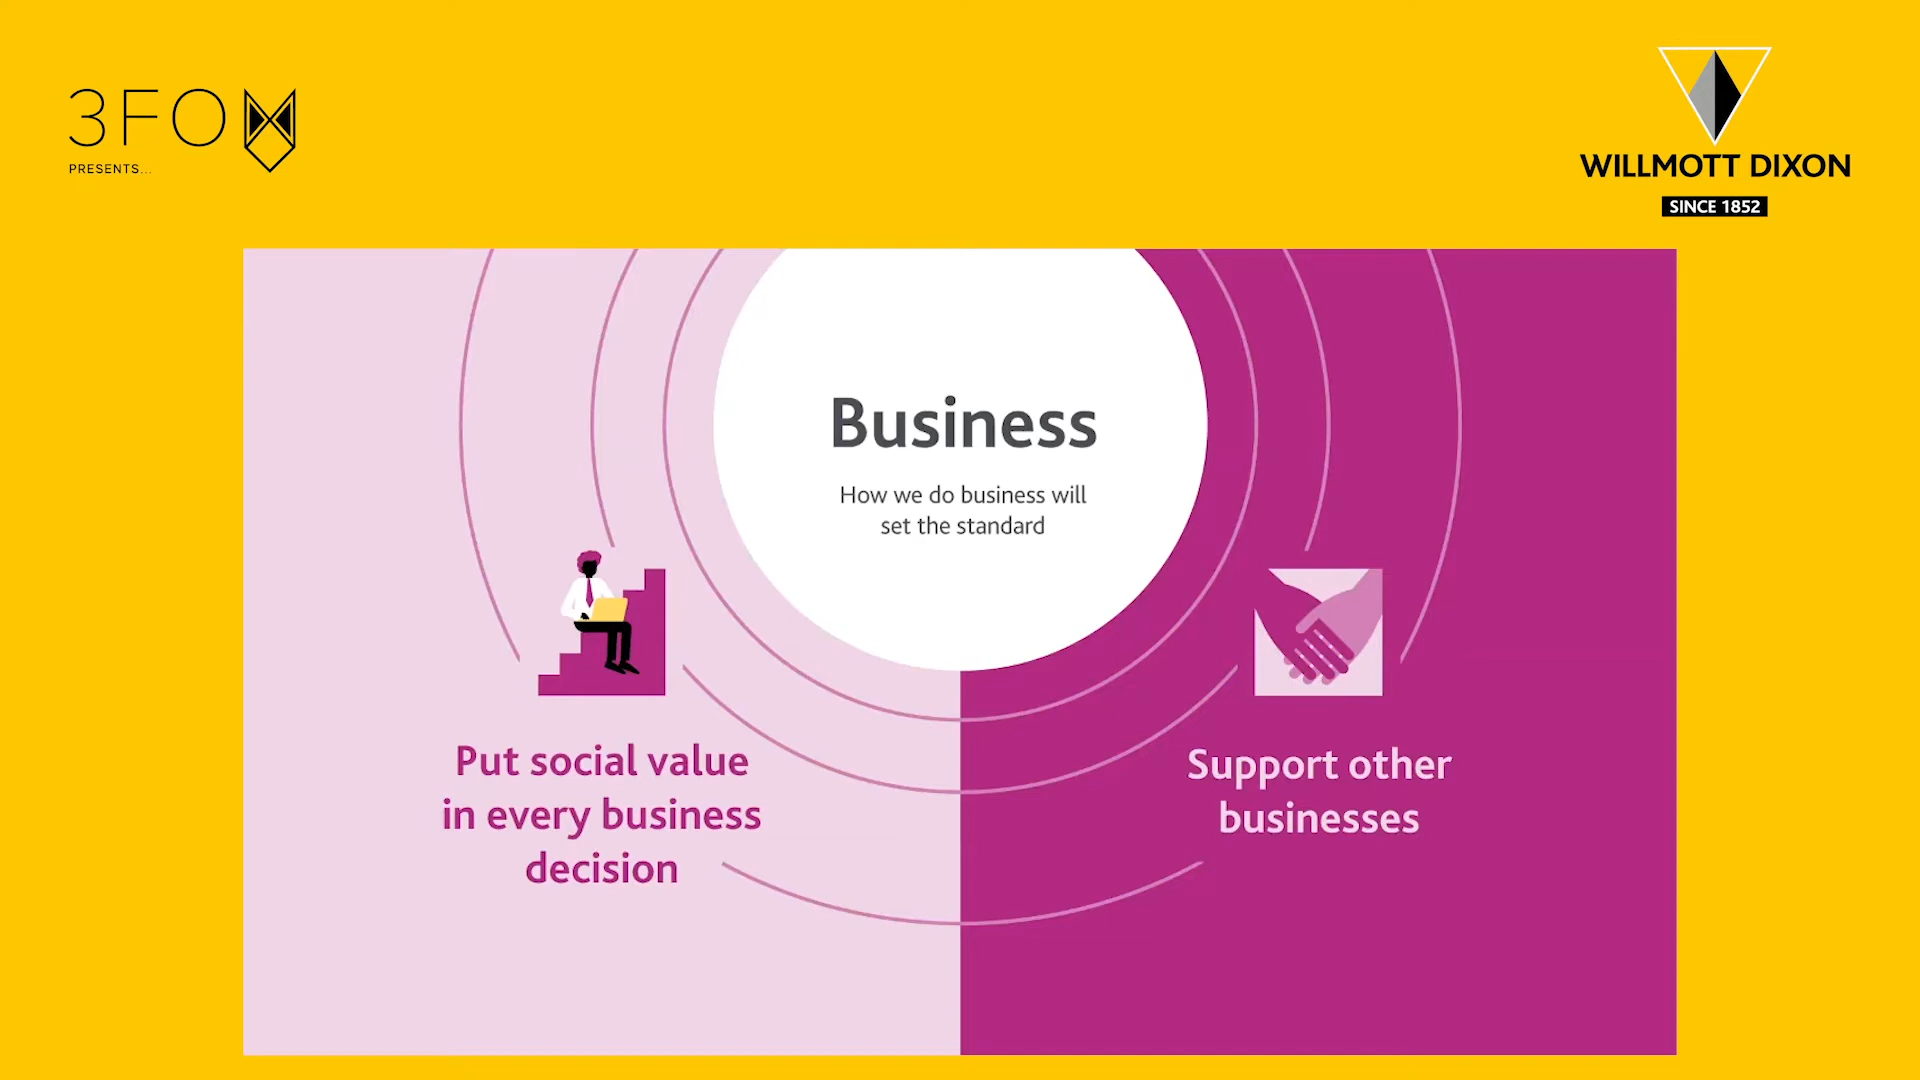 3FOX
PRESENTS...
WILLMOTT DIXON
SINCE 1852
Business
How we do business will
set the standard
Put social value
in every business
decision
Support other
businesses